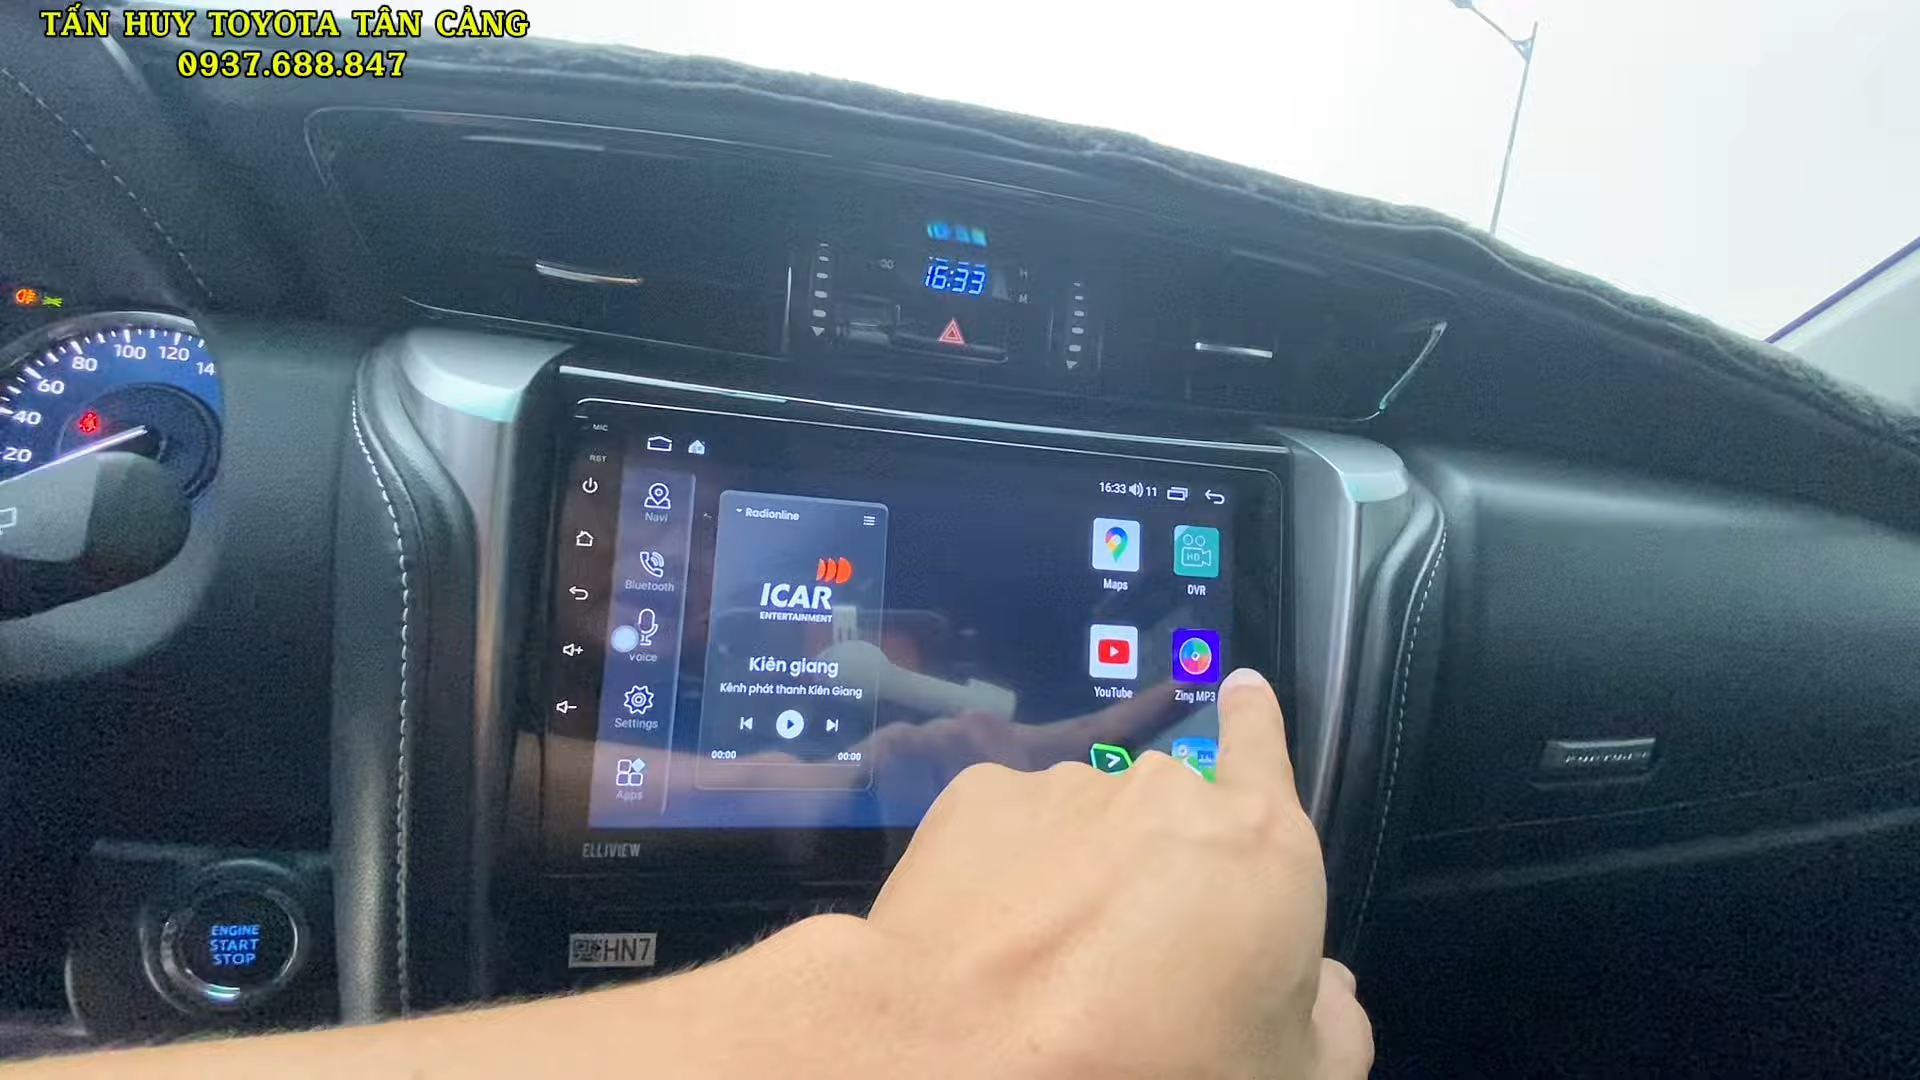 TẤN HUY TOYOTA TÂN CẢNG
0937.688.847
16:33
H
M
60
80
100
120
14
40
20
MIC
RST
16:33 11
Navi
Bluetooth
voice
Settings
Apps
Radionline
ICAR
ENTERTAINMENT
Kiên giang
Kênh phát thanh Kiên Giang
00:00
00:00
Maps
HD
DVR
YouTube
Zing MP3
ELLIVIEW
HN7
ENGINE
START
STOP